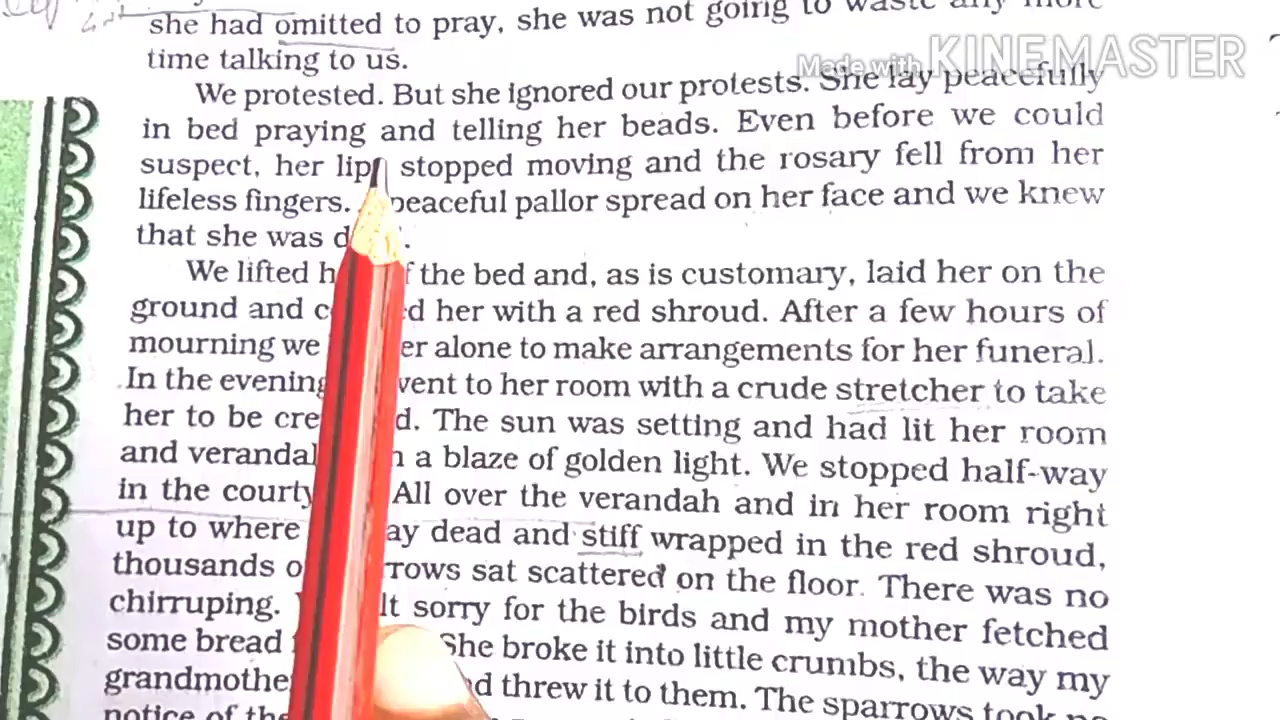 she had omitted to pray, she was not going to waste any more
time talking to us.
Made with KINEMASTER
We protested. But she ignored our protests. She lay peacefully
in bed praying and telling her beads. Even before we could
suspect, her lip stopped moving and the rosary fell from her
lifeless fingers. peaceful pallor spread on her face and we knew
that she was d .
We lifted h f the bed and, as is customary, laid her on the
ground and c d her with a red shroud. After a few hours of
mourning we er alone to make arrangements for her funeral.
In the evening went to her room with a crude stretcher to take
her to be cre d. The sun was setting and had lit her room
and verandah a blaze of golden light. We stopped half-way
in the courty All over the verandah and in her room right
up to where ay dead and stiff wrapped in the red shroud,
thousands o rrows sat scattered on the floor. There was no
chirruping. lt sorry for the birds and my mother fetched
some bread She broke it into little crumbs, the way my
grandmothe d threw it to them. The sparrows took no
notice of the